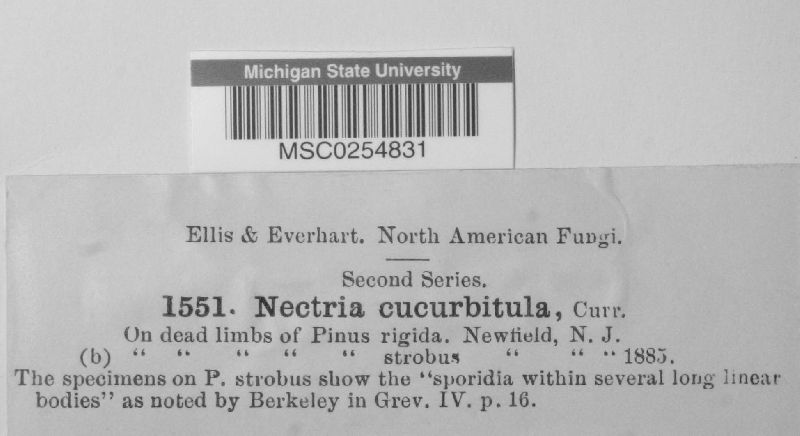 Michigan State University
MSC0254831
Ellis & Everhart. North American Fungi.
Second Series.
1551. Nectria cucurbitula, Curr.
On dead limbs of Pinus rigida. Newfield, N. J.
(b) “ “ “ “ “ strobus “ “ “ 1885.
The specimens on P. strobus show the “sporidia within several long linear
bodies” as noted by Berkeley in Grev. IV. p. 16.